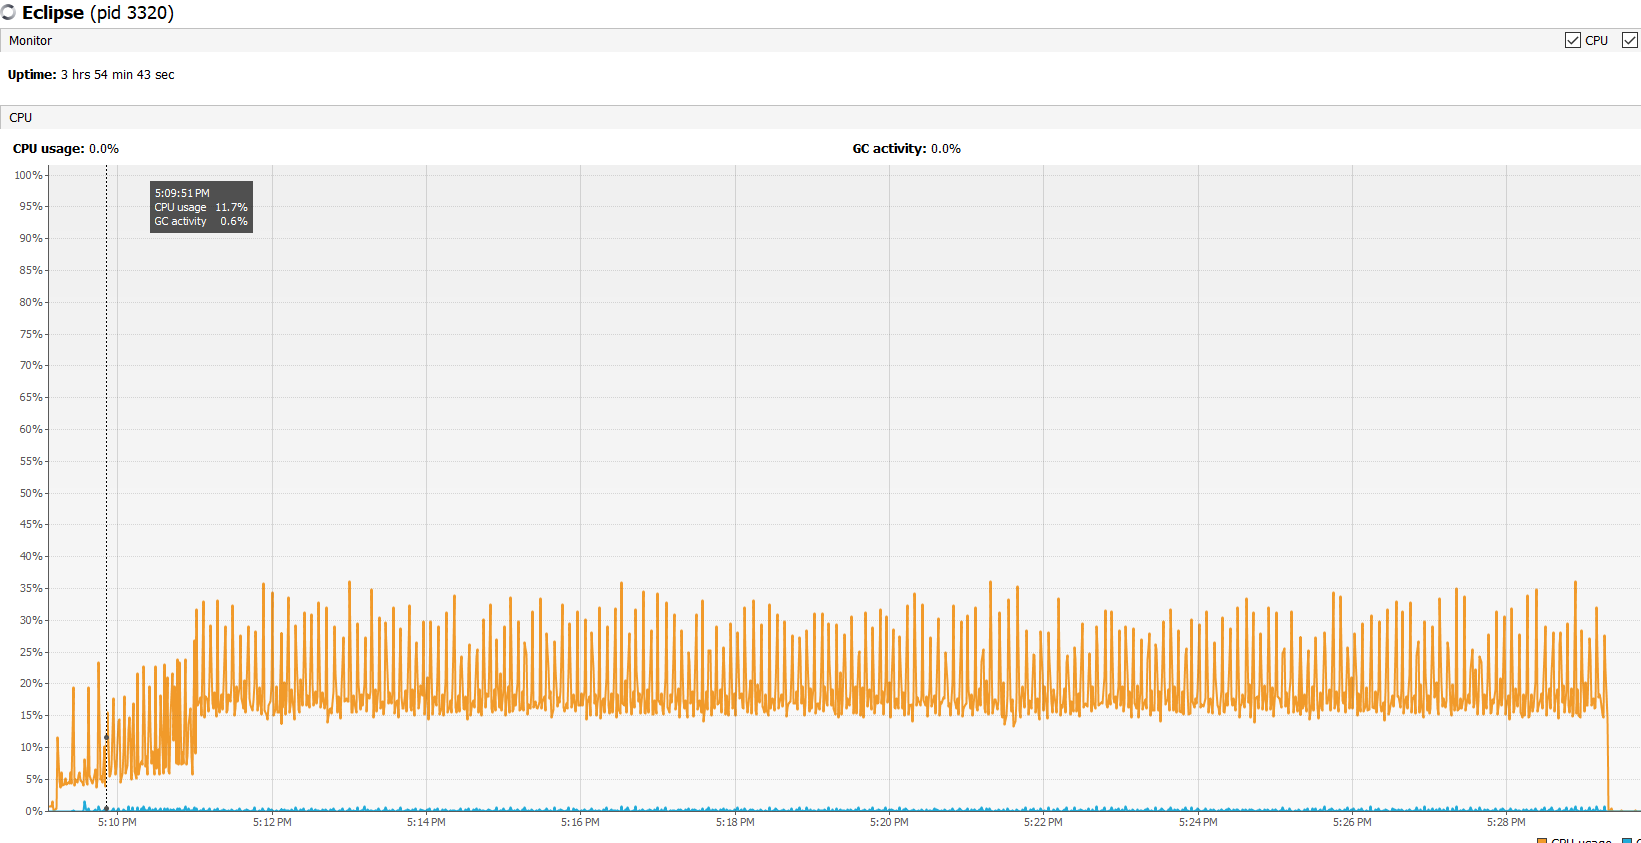 Eclipse (pid 3320)
Monitor
CPU
Uptime: 3 hrs 54 min 43 sec
CPU
CPU usage: 0.0%
GC activity: 0.0%
100%
95%
90%
85%
80%
75%
70%
65%
60%
55%
50%
45%
40%
35%
30%
25%
20%
15%
10%
5%
0%
5:09:51 PM
CPU usage 11.7%
GC activity 0.6%
5:10 PM
5:12 PM
5:14 PM
5:16 PM
5:18 PM
5:20 PM
5:22 PM
5:24 PM
5:26 PM
5:28 PM
CPU usage